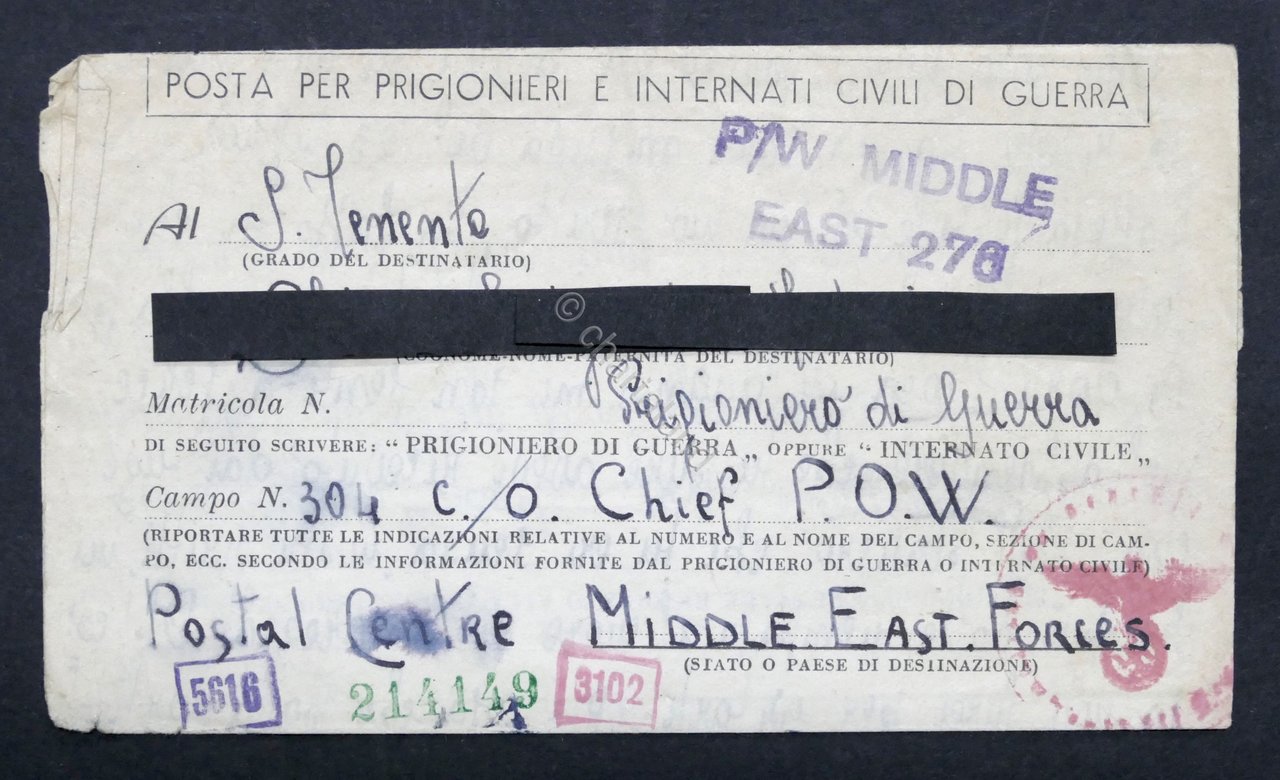 POSTA PER PRIGIONIERI E INTERNATI CIVILI DI GUERRA
P/W MIDDLE
EAST 276
Al S. Tenente
(GRADO DEL DESTINATARIO)
(COGNOME-NOME-PATERNITA DEL DESTINATARIO)
Matricola N. Prigioniero di Guerra
DI SEGUITO SCRIVERE: “ PRIGIONIERO DI GUERRA „ OPPURE “ INTERNATO CIVILE „
Campo N. 304 c/o. Chief P.O.W.
(RIPORTARE TUTTE LE INDICAZIONI RELATIVE AL NUMERO E AL NOME DEL CAMPO, SEZIONE DI CAM-
PO, ECC. SECONDO LE INFORMAZIONI FORNITE DAL PRIGIONIERO DI GUERRA O INTERNATO CIVILE)
Postal Centre MIDDLE. EAST. FORCES.
(STATO O PAESE DI DESTINAZIONE)
5616
214149
3102